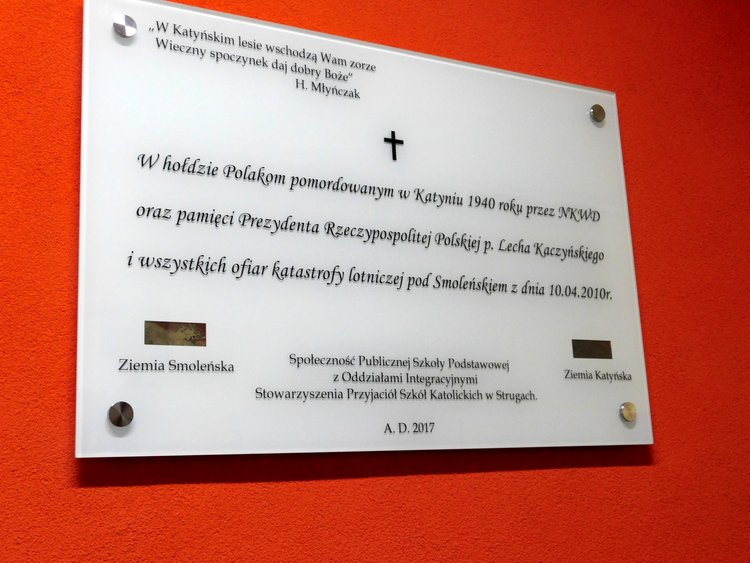 „W Katyńskim lesie wschodzą Wam zorze
Wieczny spoczynek daj dobry Boże"
H. Młyńczak
W hołdzie Polakom pomordowanym w Katyniu 1940 roku przez NKWD
oraz pamięci Prezydenta Rzeczypospolitej Polskiej p. Lecha Kaczyńskiego
i wszystkich ofiar katastrofy lotniczej pod Smoleńskiem z dnia 10.04.2010r.
Ziemia Smoleńska
Ziemia Katyńska
Społeczność Publicznej Szkoły Podstawowej
z Oddziałami Integracyjnymi
Stowarzyszenia Przyjaciół Szkół Katolickich w Strugach.
A. D. 2017